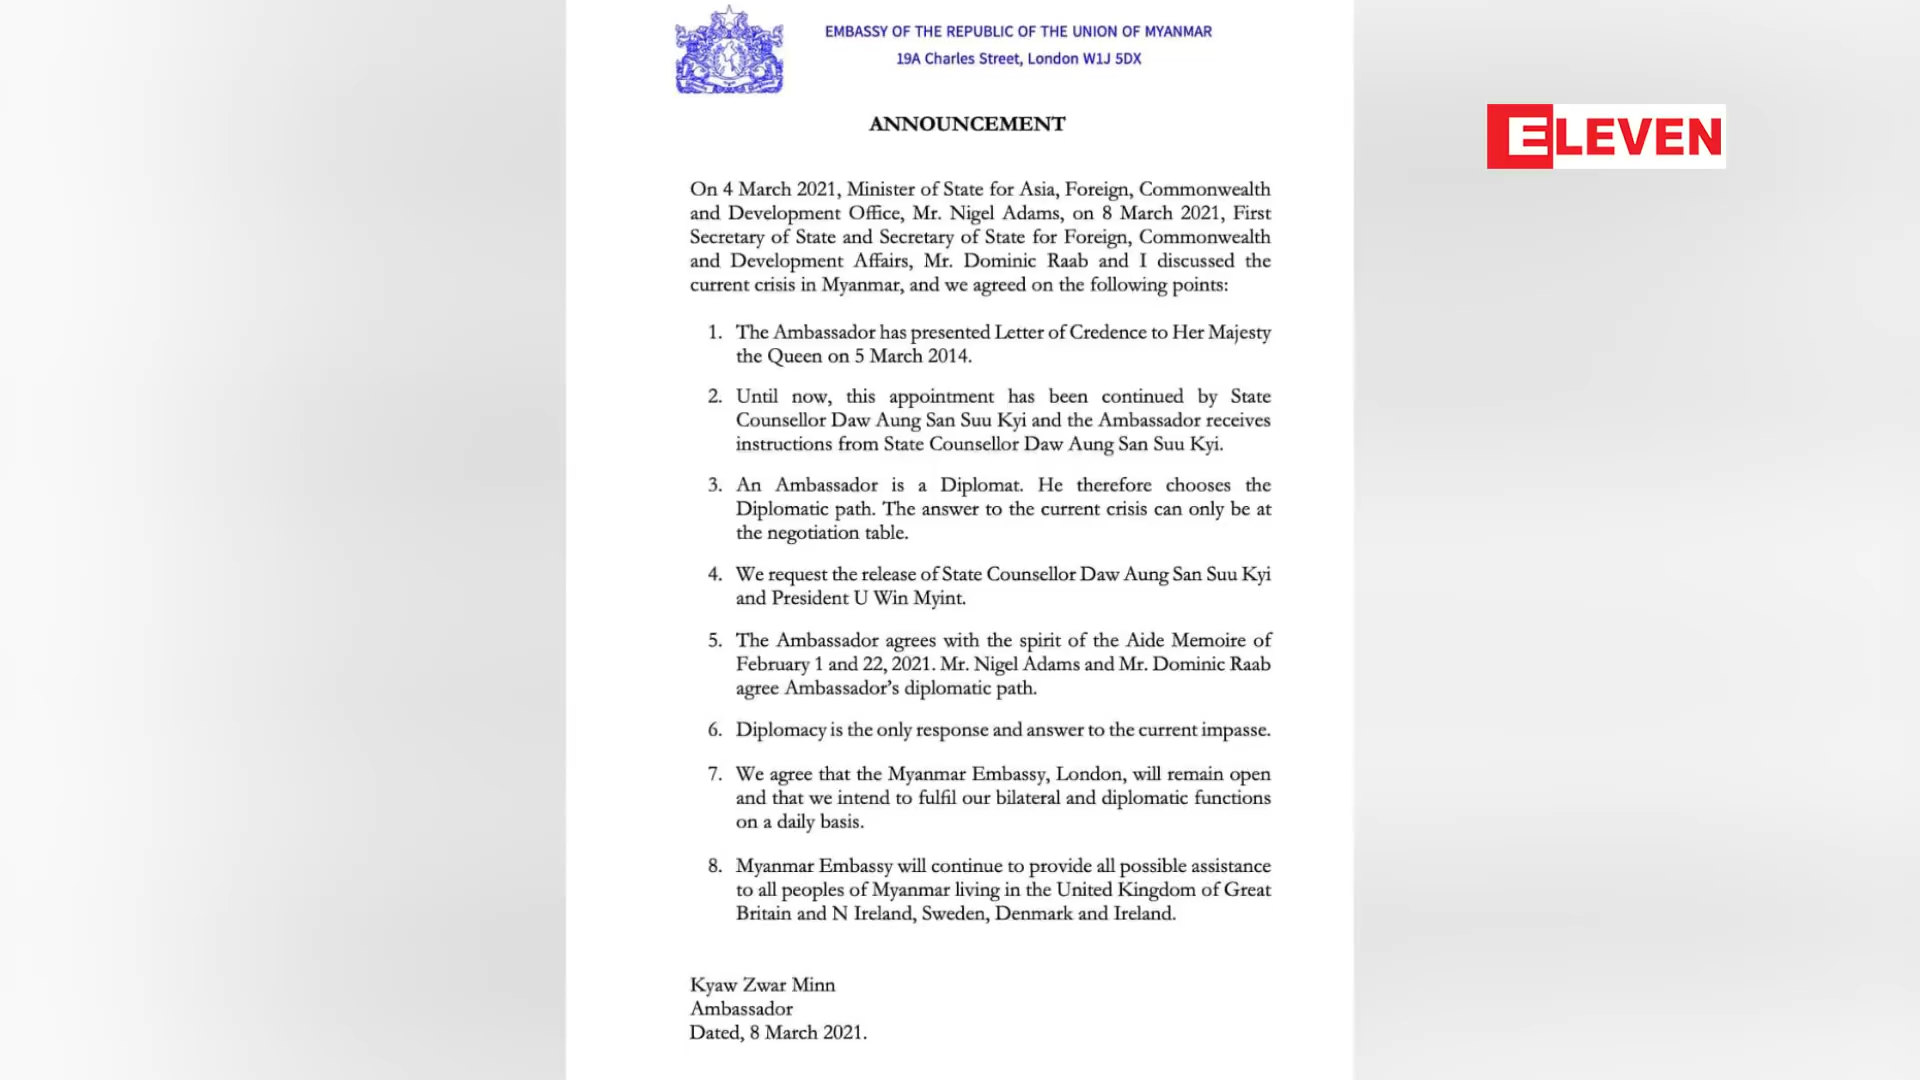 EMBASSY OF THE REPUBLIC OF THE UNION OF MYANMAR
19A Charles Street, London W1J 5DX
ANNOUNCEMENT
ELEVEN
On 4 March 2021, Minister of State for Asia, Foreign, Commonwealth
and Development Office, Mr. Nigel Adams, on 8 March 2021, First
Secretary of State and Secretary of State for Foreign, Commonwealth
and Development Affairs, Mr. Dominic Raab and I discussed the
current crisis in Myanmar, and we agreed on the following points:
1. The Ambassador has presented Letter of Credence to Her Majesty
the Queen on 5 March 2014.
2. Until now, this appointment has been continued by State
Counsellor Daw Aung San Suu Kyi and the Ambassador receives
instructions from State Counsellor Daw Aung San Suu Kyi.
3. An Ambassador is a Diplomat. He therefore chooses the
Diplomatic path. The answer to the current crisis can only be at
the negotiation table.
4. We request the release of State Counsellor Daw Aung San Suu Kyi
and President U Win Myint.
5. The Ambassador agrees with the spirit of the Aide Memoire of
February 1 and 22, 2021. Mr. Nigel Adams and Mr. Dominic Raab
agree Ambassador’s diplomatic path.
6. Diplomacy is the only response and answer to the current impasse.
7. We agree that the Myanmar Embassy, London, will remain open
and that we intend to fulfil our bilateral and diplomatic functions
on a daily basis.
8. Myanmar Embassy will continue to provide all possible assistance
to all peoples of Myanmar living in the United Kingdom of Great
Britain and N Ireland, Sweden, Denmark and Ireland.
Kyaw Zwar Minn
Ambassador
Dated, 8 March 2021.